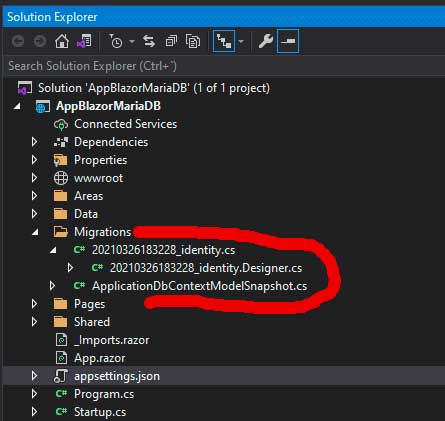 Solution Explorer
Search Solution Explorer (Ctrl+¨)
Solution 'AppBlazorMariaDB' (1 of 1 project)
AppBlazorMariaDB
Connected Services
Dependencies
Properties
wwwroot
Areas
Data
Migrations
20210326183228_identity.cs
20210326183228_identity.Designer.cs
ApplicationDbContextModelSnapshot.cs
Pages
Shared
_Imports.razor
App.razor
appsettings.json
C# Program.cs
C# Startup.cs